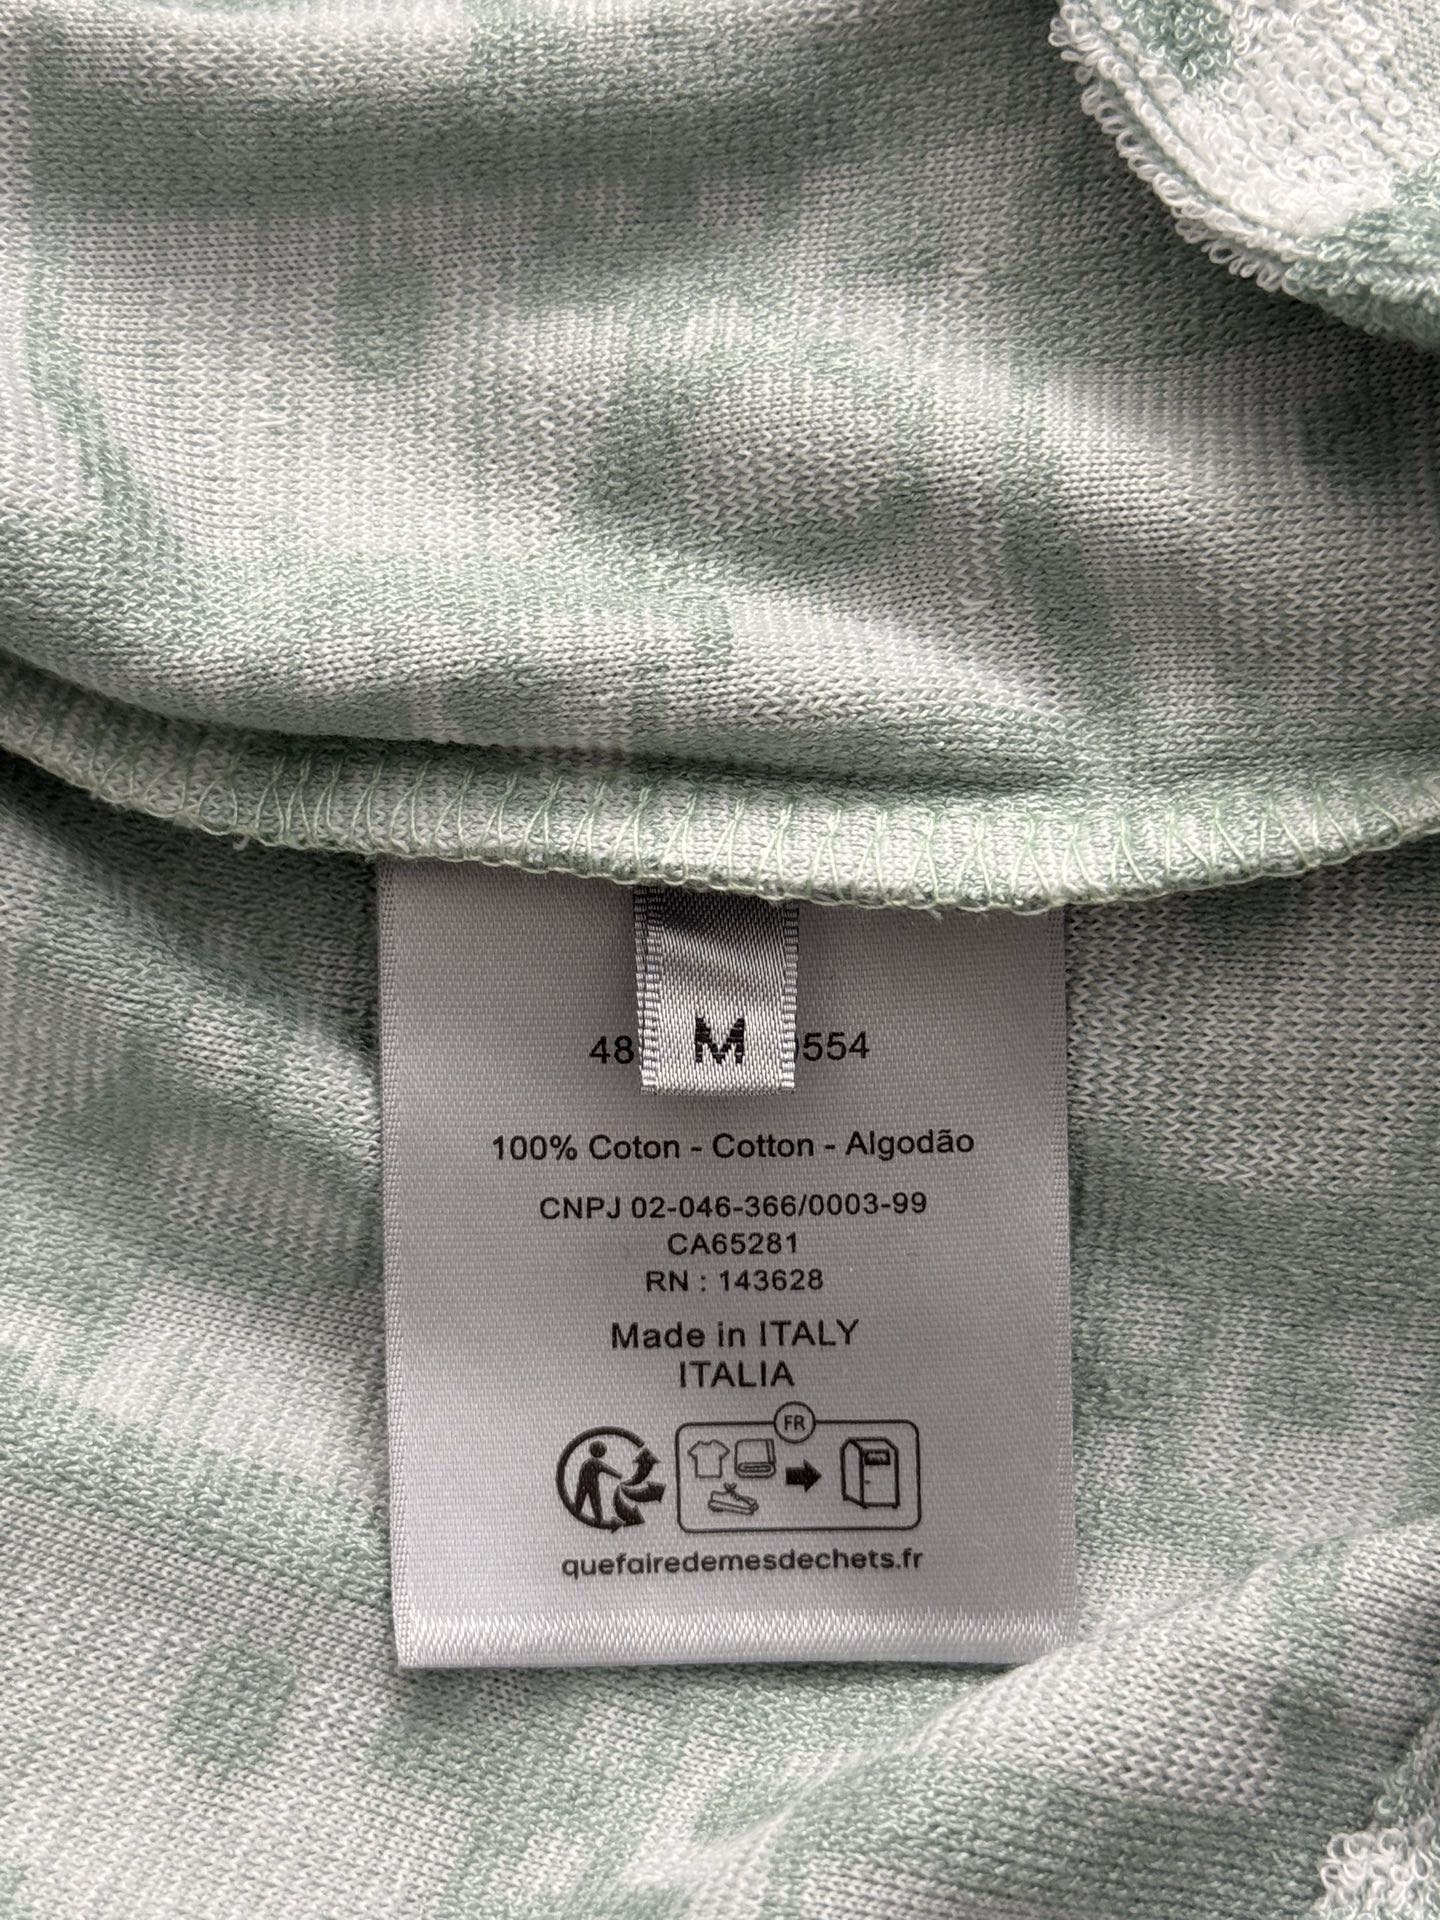 48 M 554
100% Coton - Cotton - Algodão
CNPJ 02-046-366/0003-99
CA65281
RN : 143628
Made in ITALY
ITALIA
FR
quefairedemesdechets.fr